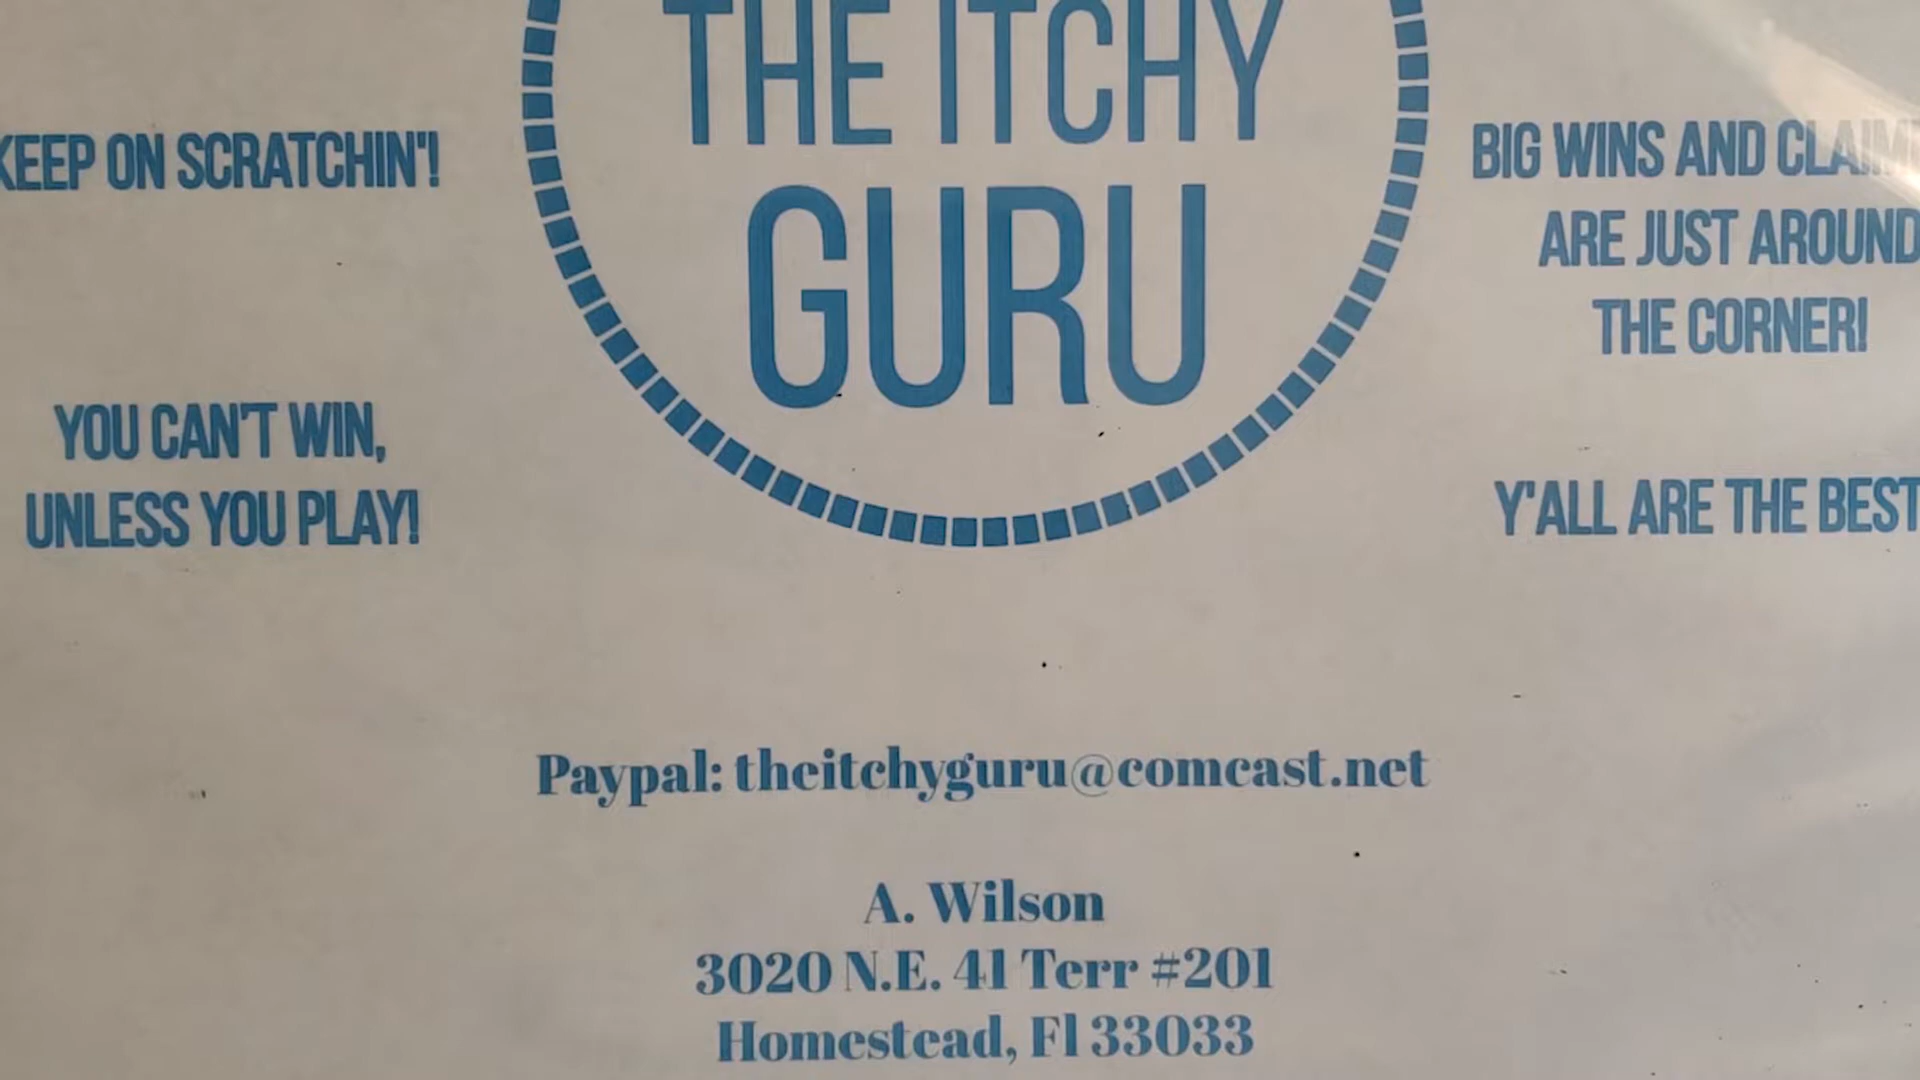 THE ITCHY
GURU
KEEP ON SCRATCHIN'!
YOU CAN'T WIN,
UNLESS YOU PLAY!
BIG WINS AND CLAIM
ARE JUST AROUND
THE CORNER!
Y'ALL ARE THE BEST
Paypal: theitchyguru@comcast.net
A. Wilson
3020 N.E. 41 Terr #201
Homestead, Fl 33033